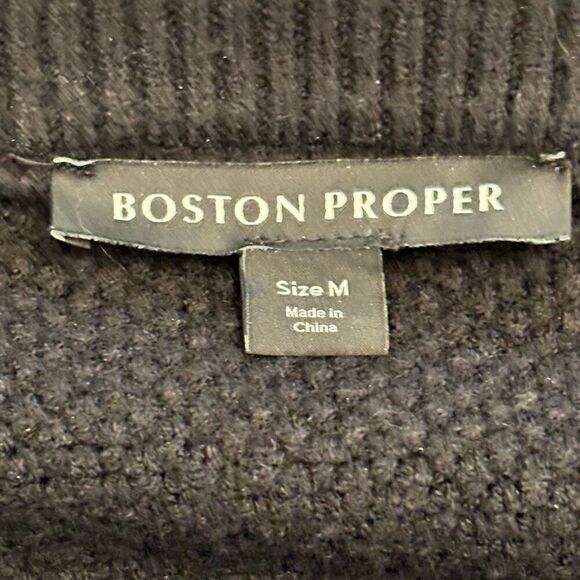 BOSTON PROPER
Size M
Made in
China